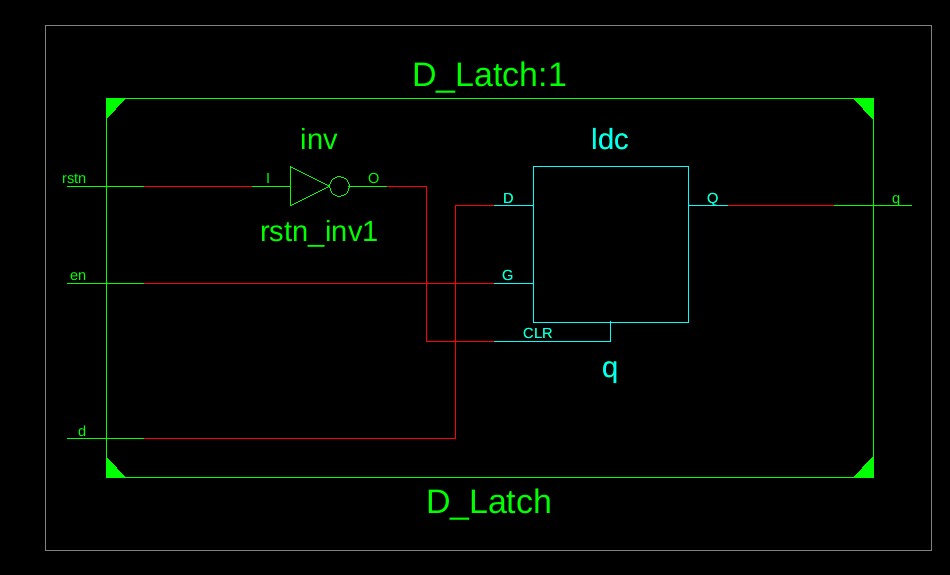 D_Latch:1
inv
ldc
rstn
I
O
D
Q
q
rstn_inv1
en
G
CLR
q
d
D_Latch